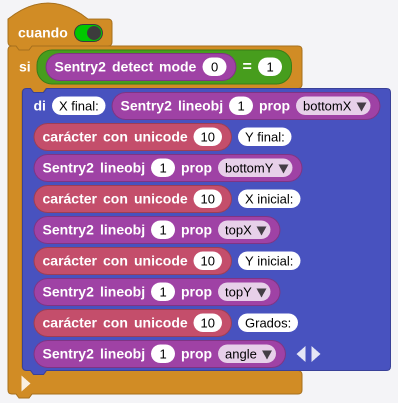 cuando
si Sentry2 detect mode 0 = 1
di X final: Sentry2 lineobj 1 prop bottomX
carácter con unicode 10 Y final:
Sentry2 lineobj 1 prop bottomY
carácter con unicode 10 X inicial:
Sentry2 lineobj 1 prop topX
carácter con unicode 10 Y inicial:
Sentry2 lineobj 1 prop topY
carácter con unicode 10 Grados:
Sentry2 lineobj 1 prop angle